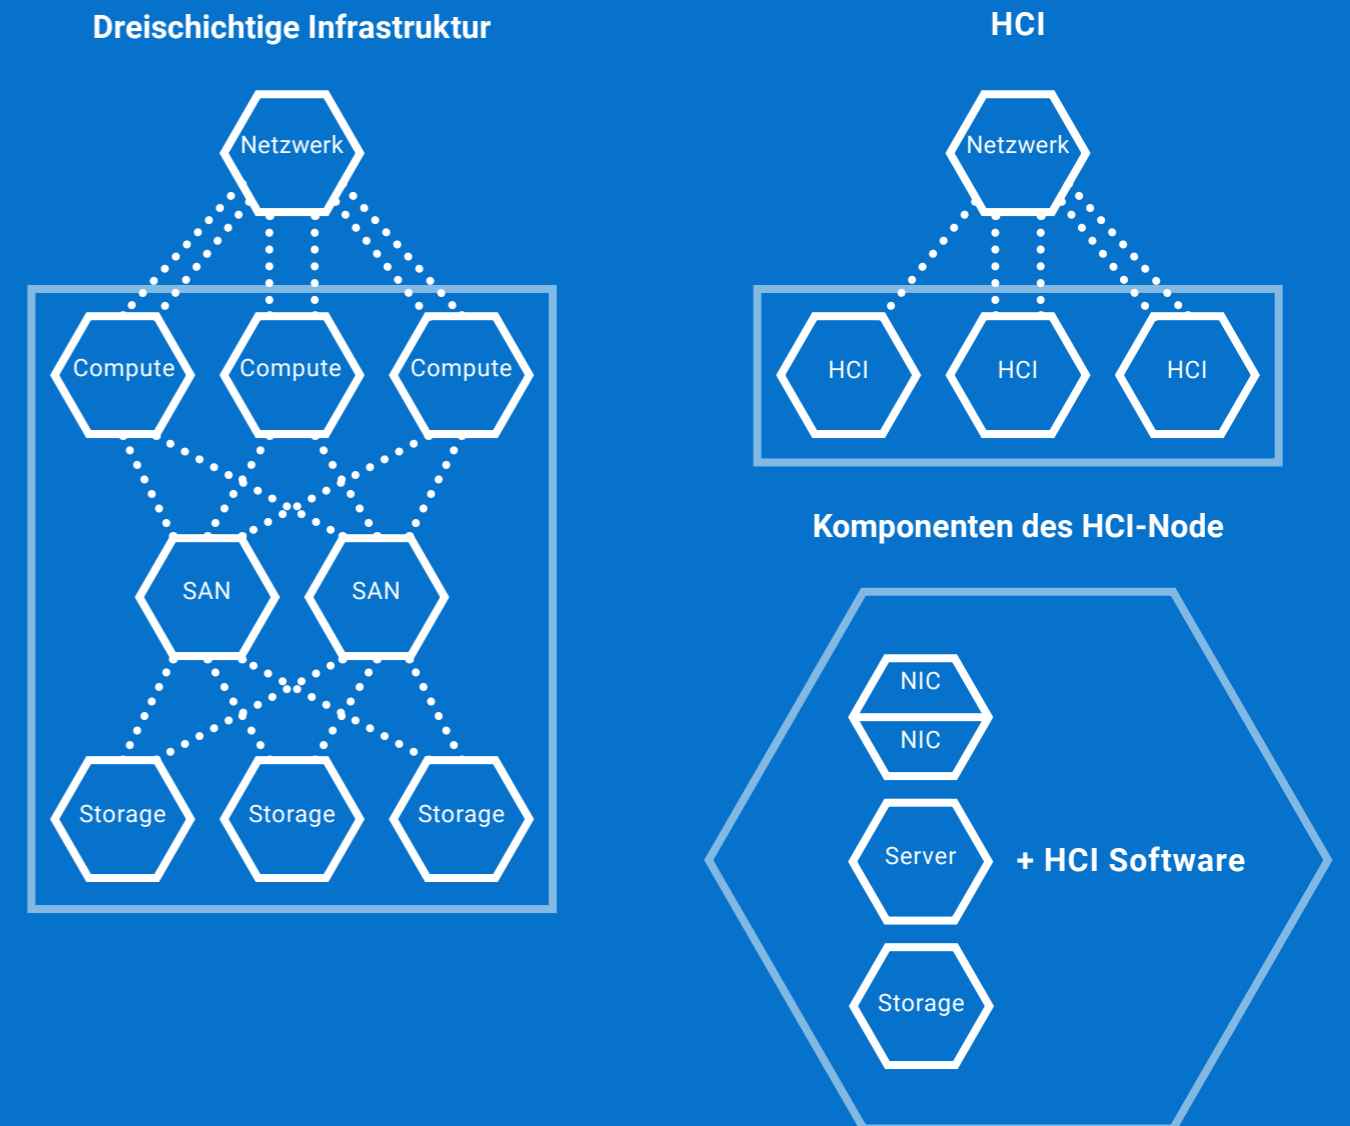 Dreischichtige Infrastruktur
Netzwerk
Compute
Compute
Compute
SAN
SAN
Storage
Storage
Storage
HCI
Netzwerk
HCI
HCI
HCI
Komponenten des HCI-Node
NIC
NIC
Server
+ HCI Software
Storage